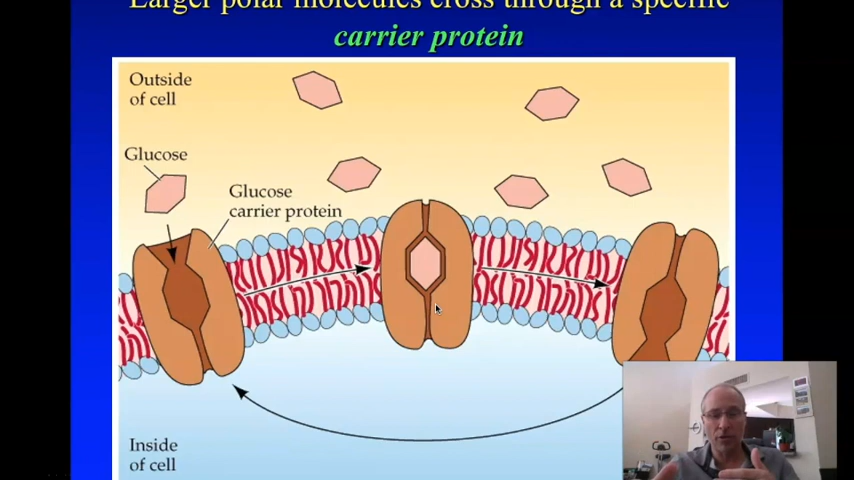 Larger polar molecules cross through a specific
carrier protein
Outside
of cell
Glucose
Glucose
carrier protein
Inside
of cell